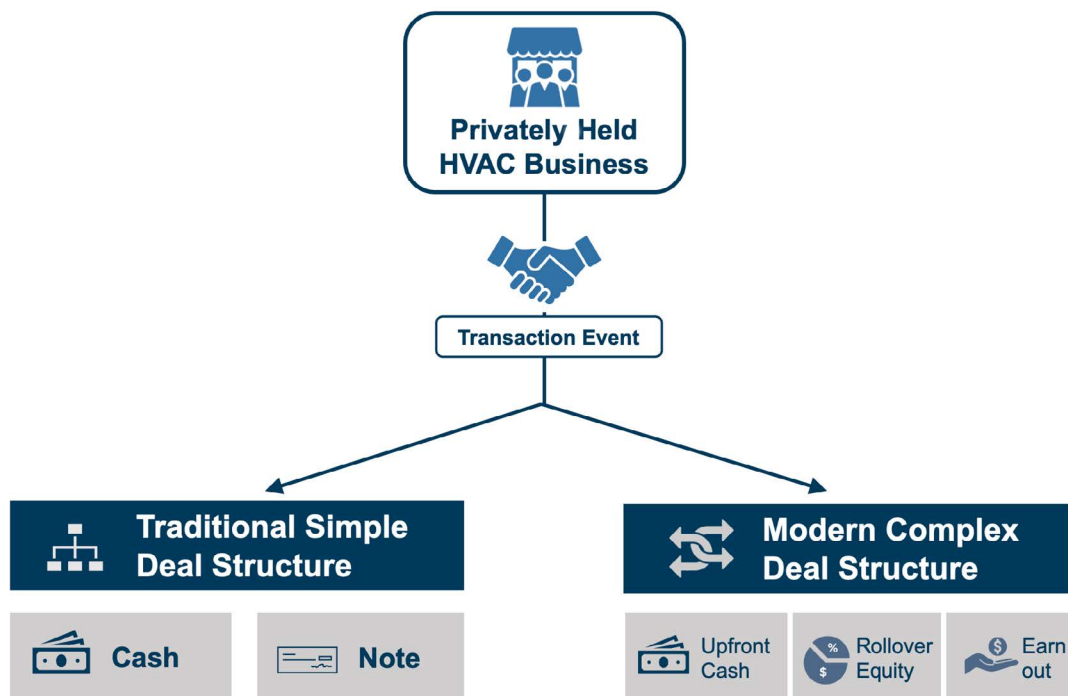 Privately Held
HVAC Business
Transaction Event
Traditional Simple
Deal Structure
Cash
Note
Modern Complex
Deal Structure
Upfront
Cash
%
$
Rollover
Equity
$
Earn
out